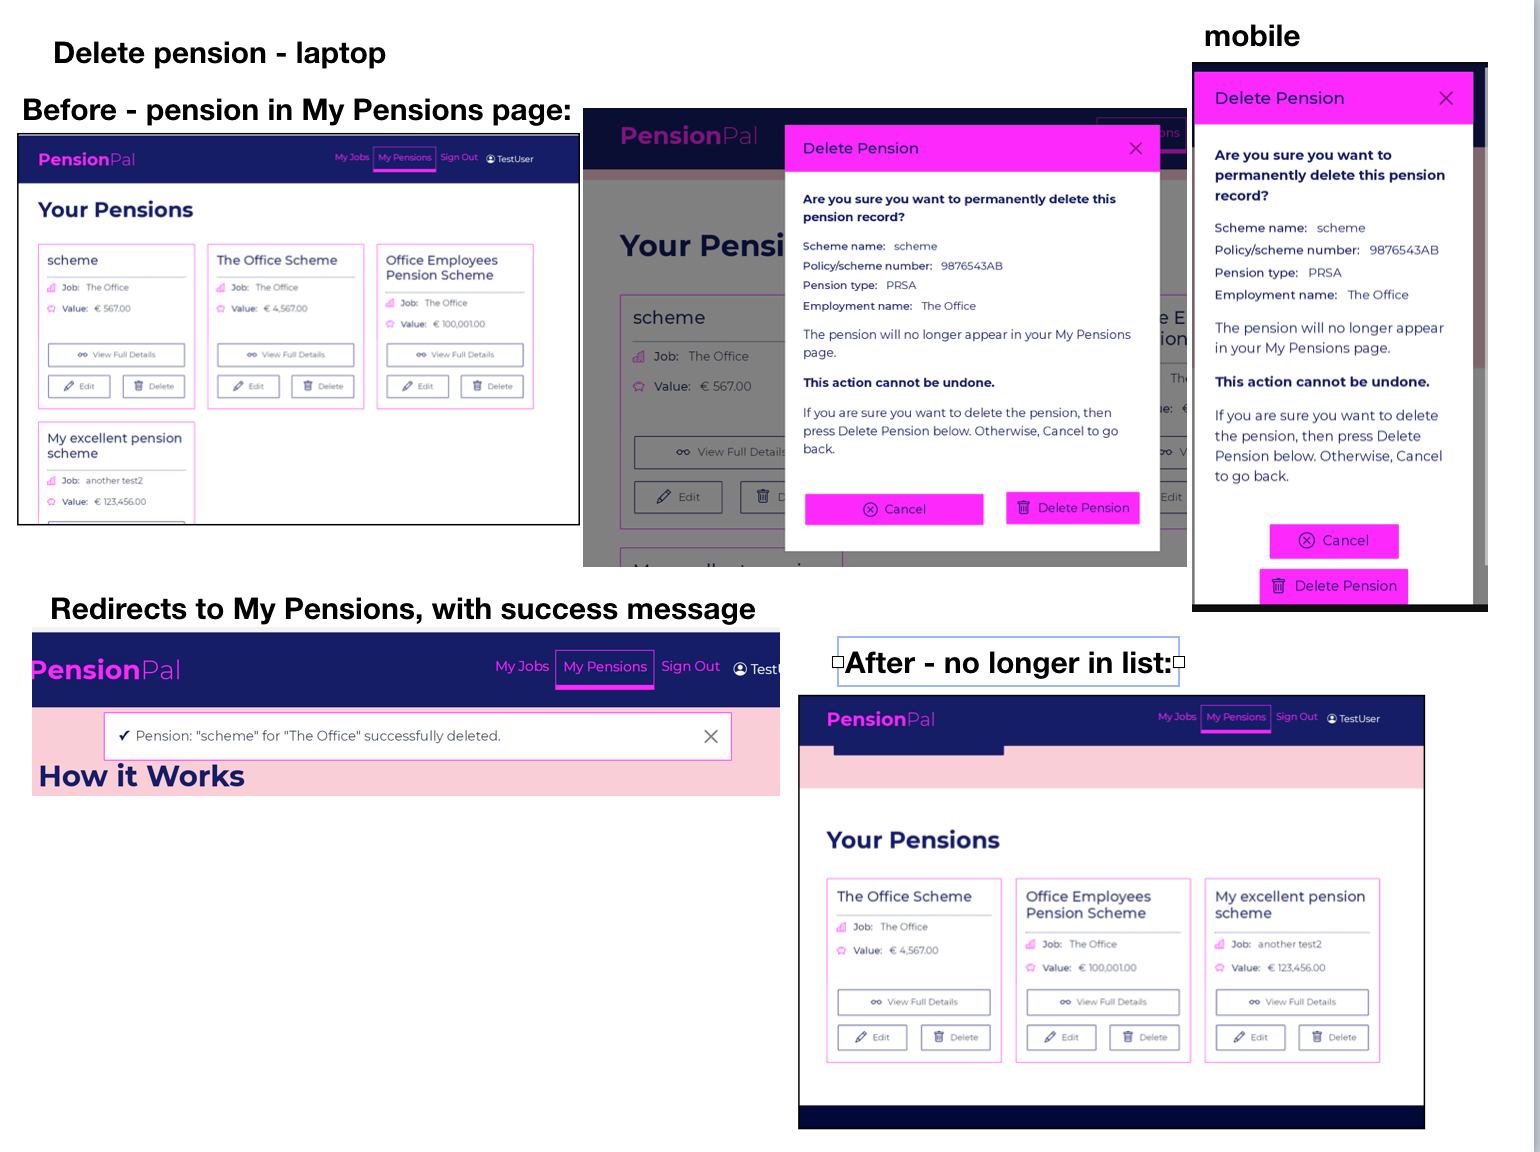 Delete pension - laptop
mobile
Before - pension in My Pensions page:
PensionPal
My Jobs My Pensions Sign Out TestUser
Your Pensions
scheme
Job: The Office
Value: € 567.00
View Full Details
Edit Delete
The Office Scheme
Job: The Office
Value: € 4,567.00
View Full Details
Edit Delete
Office Employees
Pension Scheme
Job: The Office
Value: € 100,001.00
View Full Details
Edit Delete
My excellent pension
scheme
Job: another test2
Value: € 123,456.00
PensionPal
Your Pensi
scheme
Job: The Office
Value: € 567.00
View Full Details
Edit
Delete Pension
Are you sure you want to permanently delete this
pension record?
Scheme name: scheme
Policy/scheme number: 9876543AB
Pension type: PRSA
Employment name: The Office
The pension will no longer appear in your My Pensions
page.
This action cannot be undone.
If you are sure you want to delete the pension, then
press Delete Pension below. Otherwise, Cancel to go
back.
Cancel Delete Pension
Edit
Delete Pension
Are you sure you want to
permanently delete this pension
record?
Scheme name: scheme
Policy/scheme number: 9876543AB
Pension type: PRSA
Employment name: The Office
The pension will no longer appear
in your My Pensions page.
This action cannot be undone.
If you are sure you want to delete
the pension, then press Delete
Pension below. Otherwise, Cancel
to go back.
Cancel
Delete Pension
Redirects to My Pensions, with success message
PensionPal
My Jobs My Pensions Sign Out TestU
✔ Pension: "scheme" for "The Office" successfully deleted.
How it Works
After - no longer in list:
PensionPal
My Jobs My Pensions Sign Out TestUser
Your Pensions
The Office Scheme
Job: The Office
Value: € 4,567.00
View Full Details
Edit Delete
Office Employees
Pension Scheme
Job: The Office
Value: € 100,001.00
View Full Details
Edit Delete
My excellent pension
scheme
Job: another test2
Value: € 123,456.00
View Full Details
Edit Delete